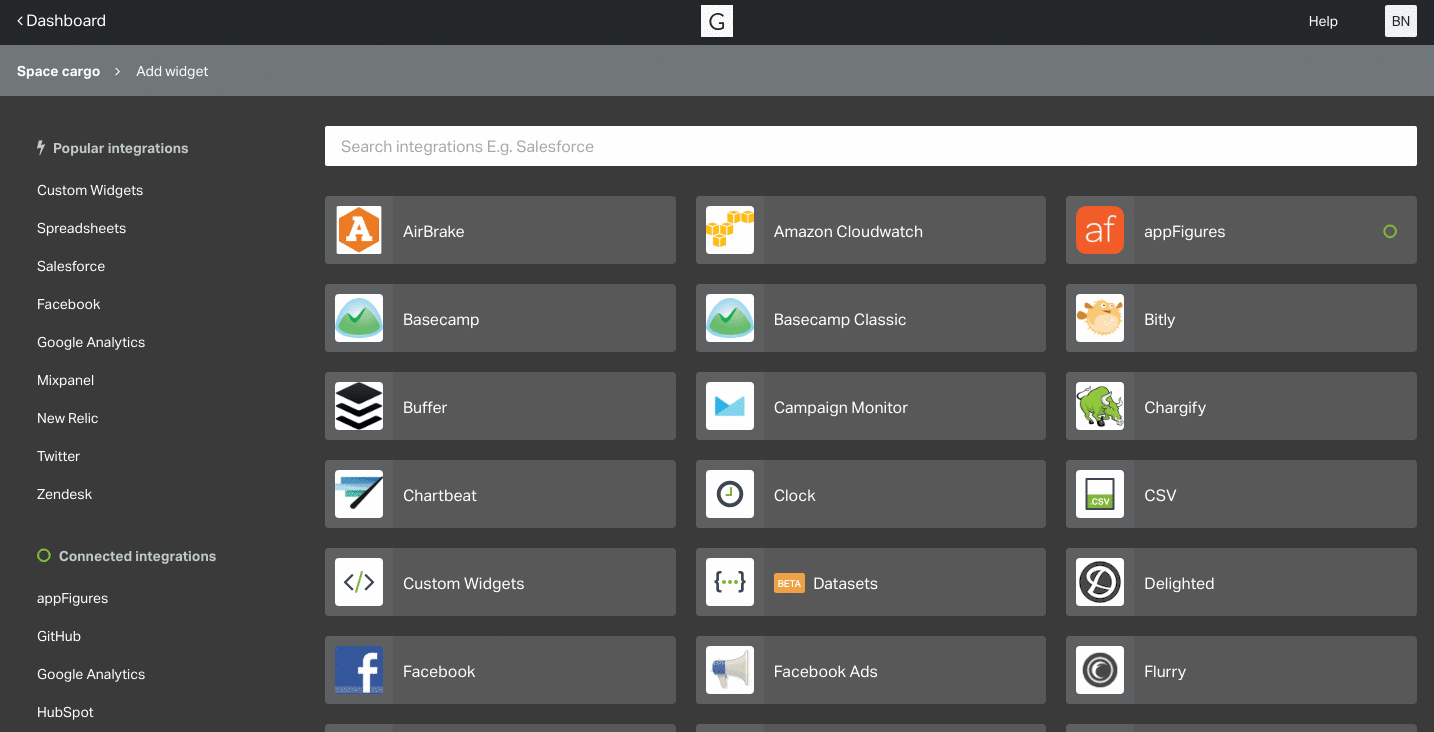 Dashboard
G
Help
BN
Space cargo > Add widget
Popular integrations
Custom Widgets
Spreadsheets
Salesforce
Facebook
Google Analytics
Mixpanel
New Relic
Twitter
Zendesk
Connected integrations
appFigures
GitHub
Google Analytics
HubSpot
Search integrations E.g. Salesforce
A AirBrake
Amazon Cloudwatch
af appFigures
Basecamp
Basecamp Classic
Bitly
Buffer
Campaign Monitor
Chargify
Chartbeat
Clock
.CSV CSV
</> Custom Widgets
{···} BETA Datasets
D Delighted
f Facebook
Facebook Ads
Flurry